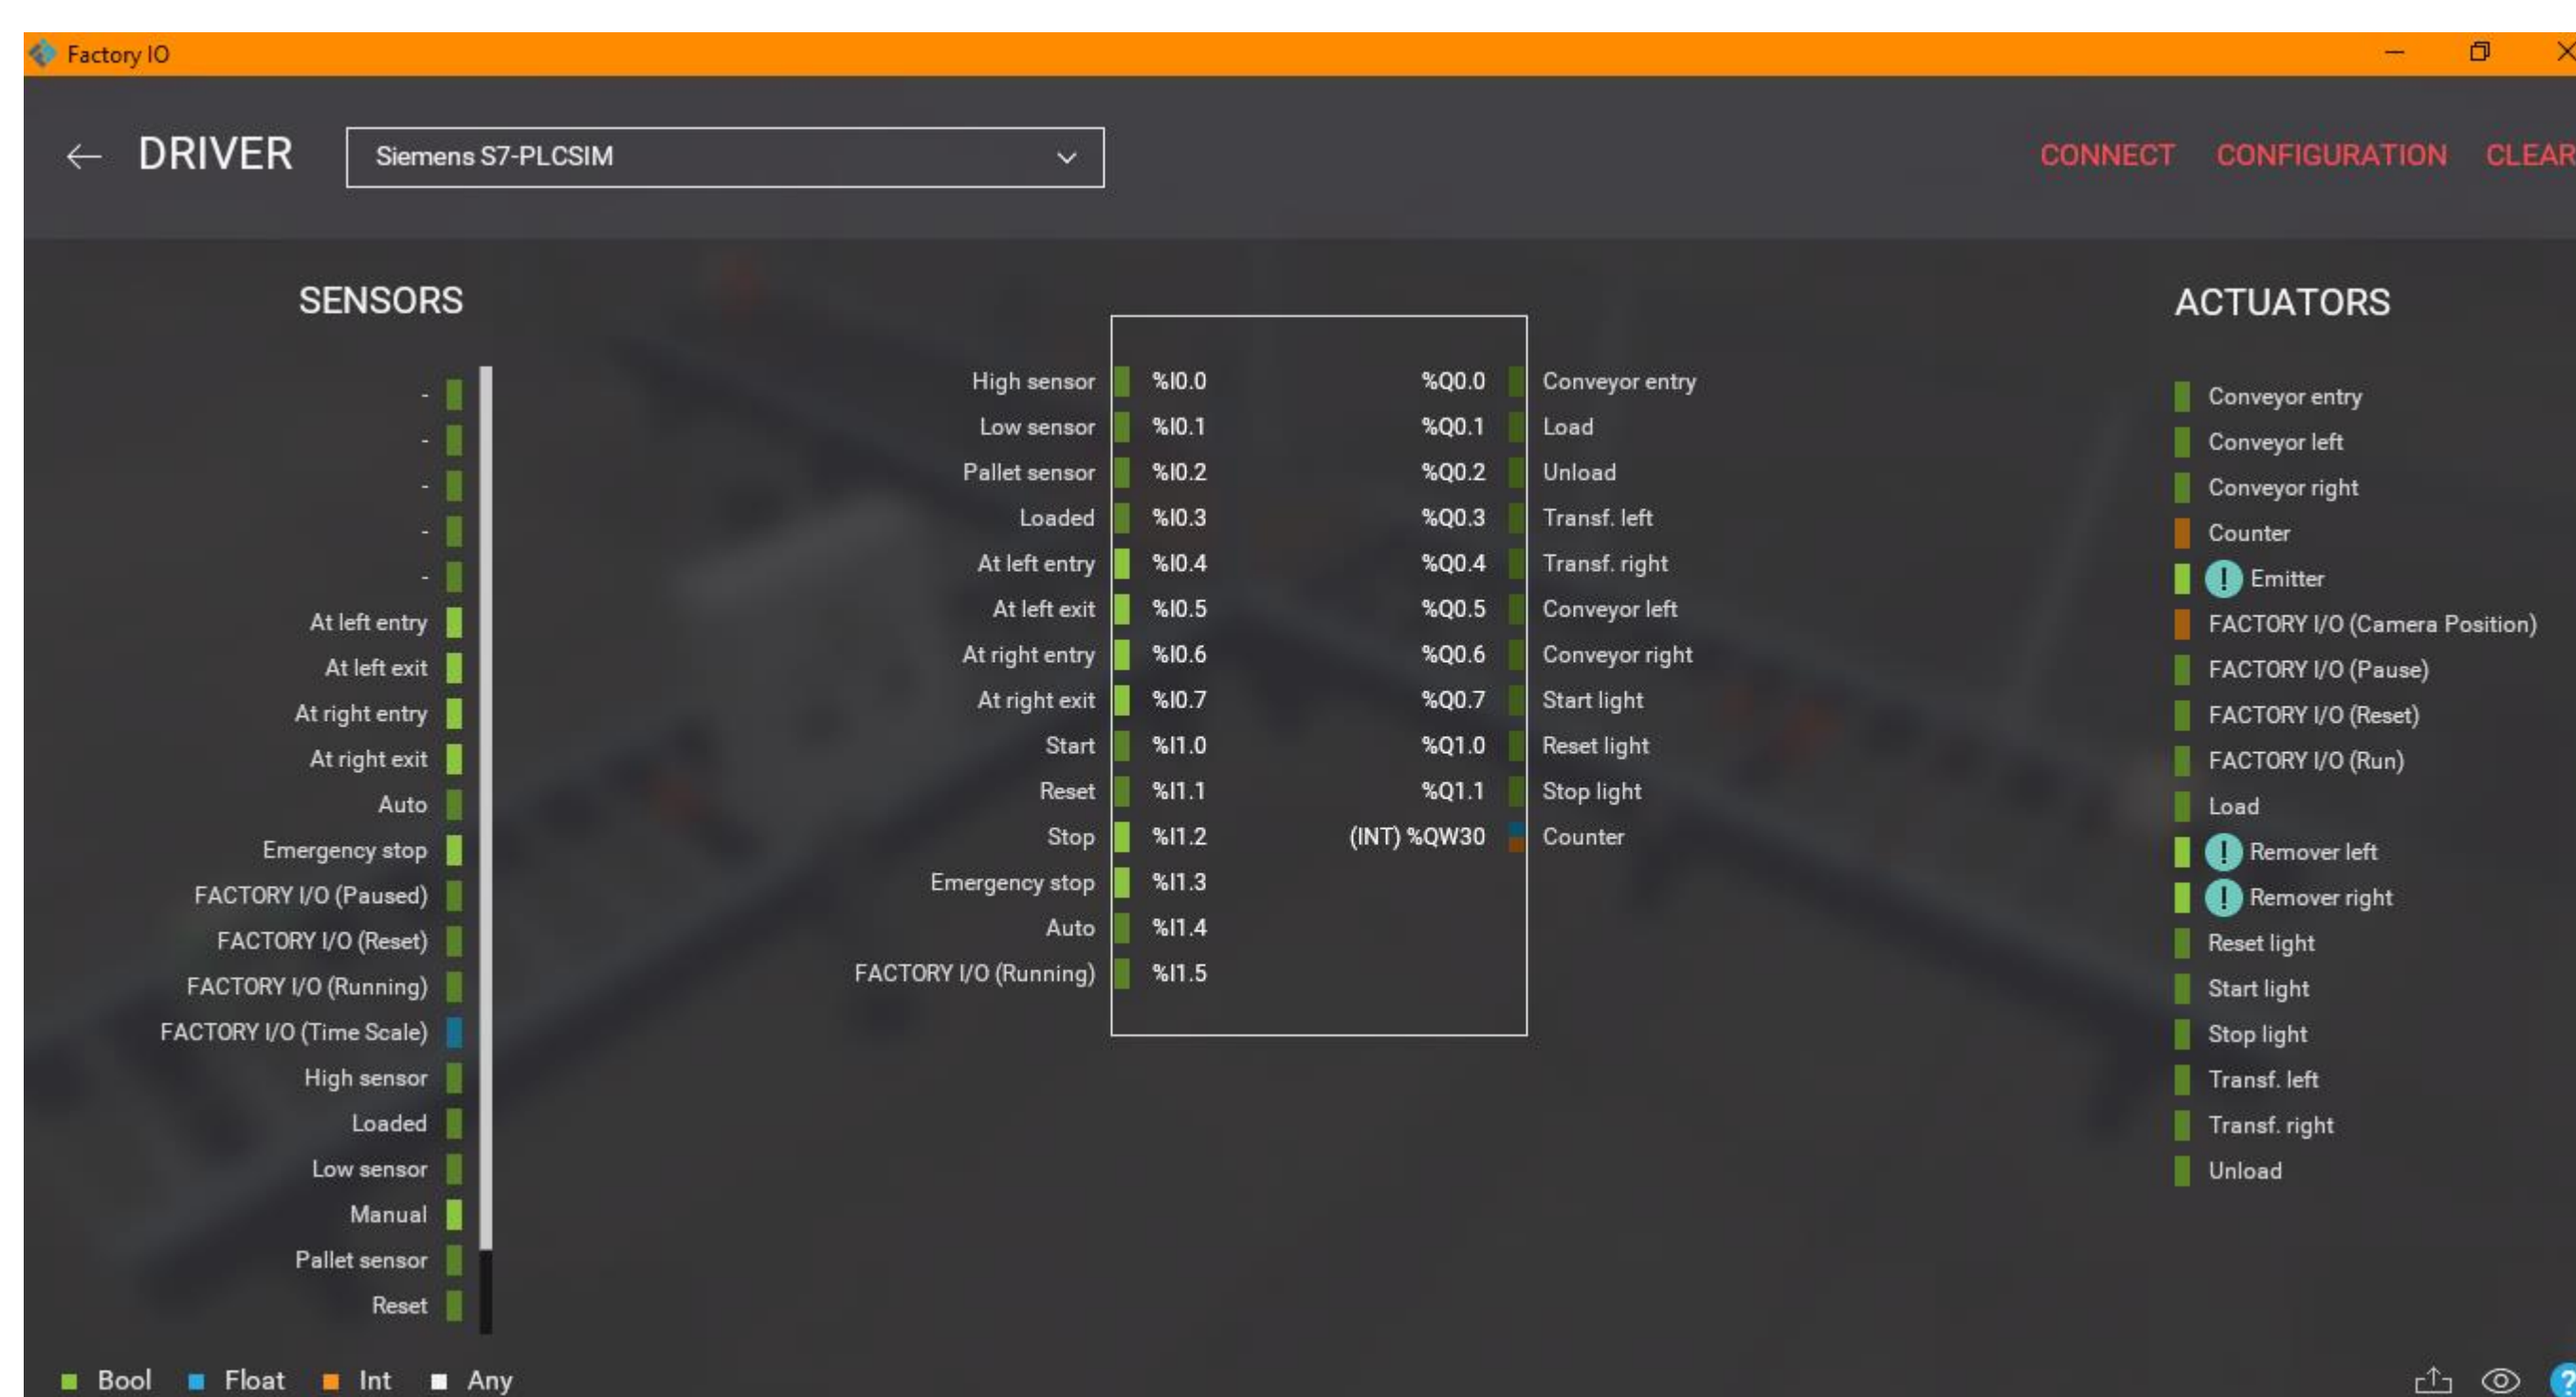 Factory IO
DRIVER
Siemens S7-PLCSIM
CONNECT CONFIGURATION CLEAR
SENSORS
-
-
-
-
-
At left entry
At left exit
At right entry
At right exit
Auto
Emergency stop
FACTORY I/O (Paused)
FACTORY I/O (Reset)
FACTORY I/O (Running)
FACTORY I/O (Time Scale)
High sensor
Loaded
Low sensor
Manual
Pallet sensor
Reset
High sensor %I0.0 %Q0.0 Conveyor entry
Low sensor %I0.1 %Q0.1 Load
Pallet sensor %I0.2 %Q0.2 Unload
Loaded %I0.3 %Q0.3 Transf. left
At left entry %I0.4 %Q0.4 Transf. right
At left exit %I0.5 %Q0.5 Conveyor left
At right entry %I0.6 %Q0.6 Conveyor right
At right exit %I0.7 %Q0.7 Start light
Start %I1.0 %Q1.0 Reset light
Reset %I1.1 %Q1.1 Stop light
Stop %I1.2 (INT) %QW30 Counter
Emergency stop %I1.3
Auto %I1.4
FACTORY I/O (Running) %I1.5
ACTUATORS
Conveyor entry
Conveyor left
Conveyor right
Counter
! Emitter
FACTORY I/O (Camera Position)
FACTORY I/O (Pause)
FACTORY I/O (Reset)
FACTORY I/O (Run)
Load
! Remover left
! Remover right
Reset light
Start light
Stop light
Transf. left
Transf. right
Unload
Bool Float Int Any
?